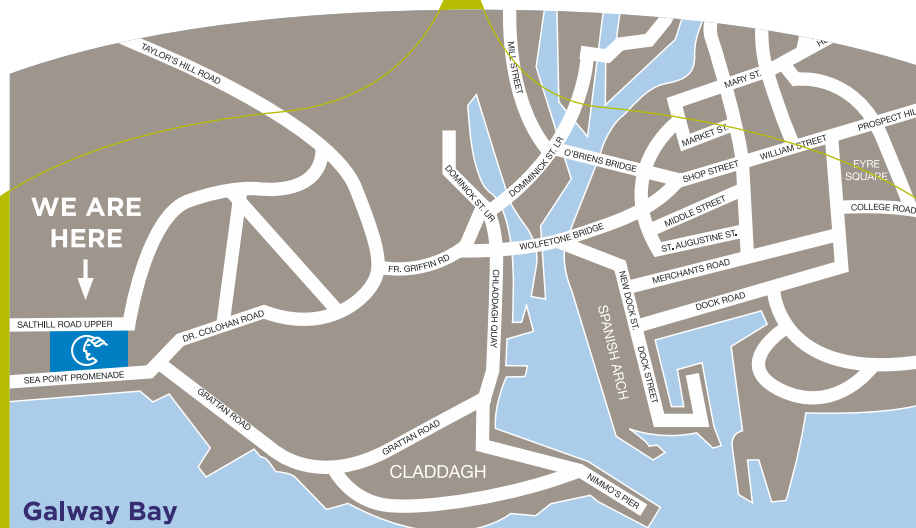 TAYLOR'S HILL ROAD
MILL STREET
MARY ST.
MARKET ST.
PROSPECT HILL
WILLIAM STREET
O'BRIENS BRIDGE
DOMMINICK ST. LR
SHOP STREET
EYRE
SQUARE
DOMINICK ST. UR
MIDDLE STREET
COLLEGE ROAD
WE ARE
HERE
WOLFETONE BRIDGE
ST. AUGUSTINE ST.
FR. GRIFFIN RD
MERCHANTS ROAD
NEW DOCK ST.
CHLADDAGH QUAY
DOCK ROAD
SALTHILL ROAD UPPER
DR. COLOHAN ROAD
SPANISH ARCH
DOCK STREET
SEA POINT PROMENADE
GRATTAN ROAD
GRATTAN ROAD
CLADDAGH
NIMMO'S PIER
Galway Bay